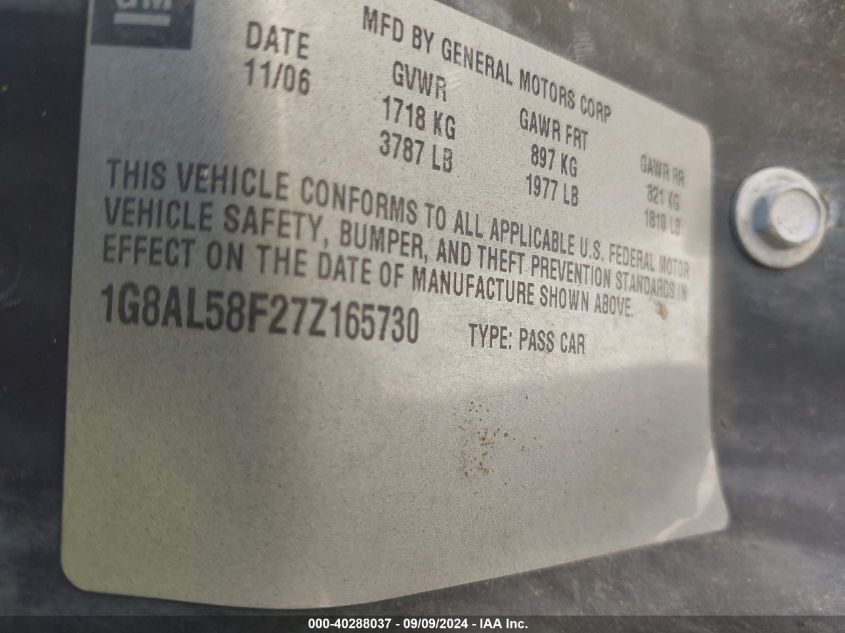 GM
MFD BY GENERAL MOTORS CORP
DATE GVWR GAWR FRT GAWR RR
11/06 1718 KG 897 KG 821 KG
3787 LB 1977 LB 1810 LB
THIS VEHICLE CONFORMS TO ALL APPLICABLE U.S. FEDERAL MOTOR
VEHICLE SAFETY, BUMPER, AND THEFT PREVENTION STANDARDS IN
EFFECT ON THE DATE OF MANUFACTURE SHOWN ABOVE.
1G8AL58F27Z165730 TYPE: PASS CAR
000-40288037 - 09/09/2024 - IAA Inc.